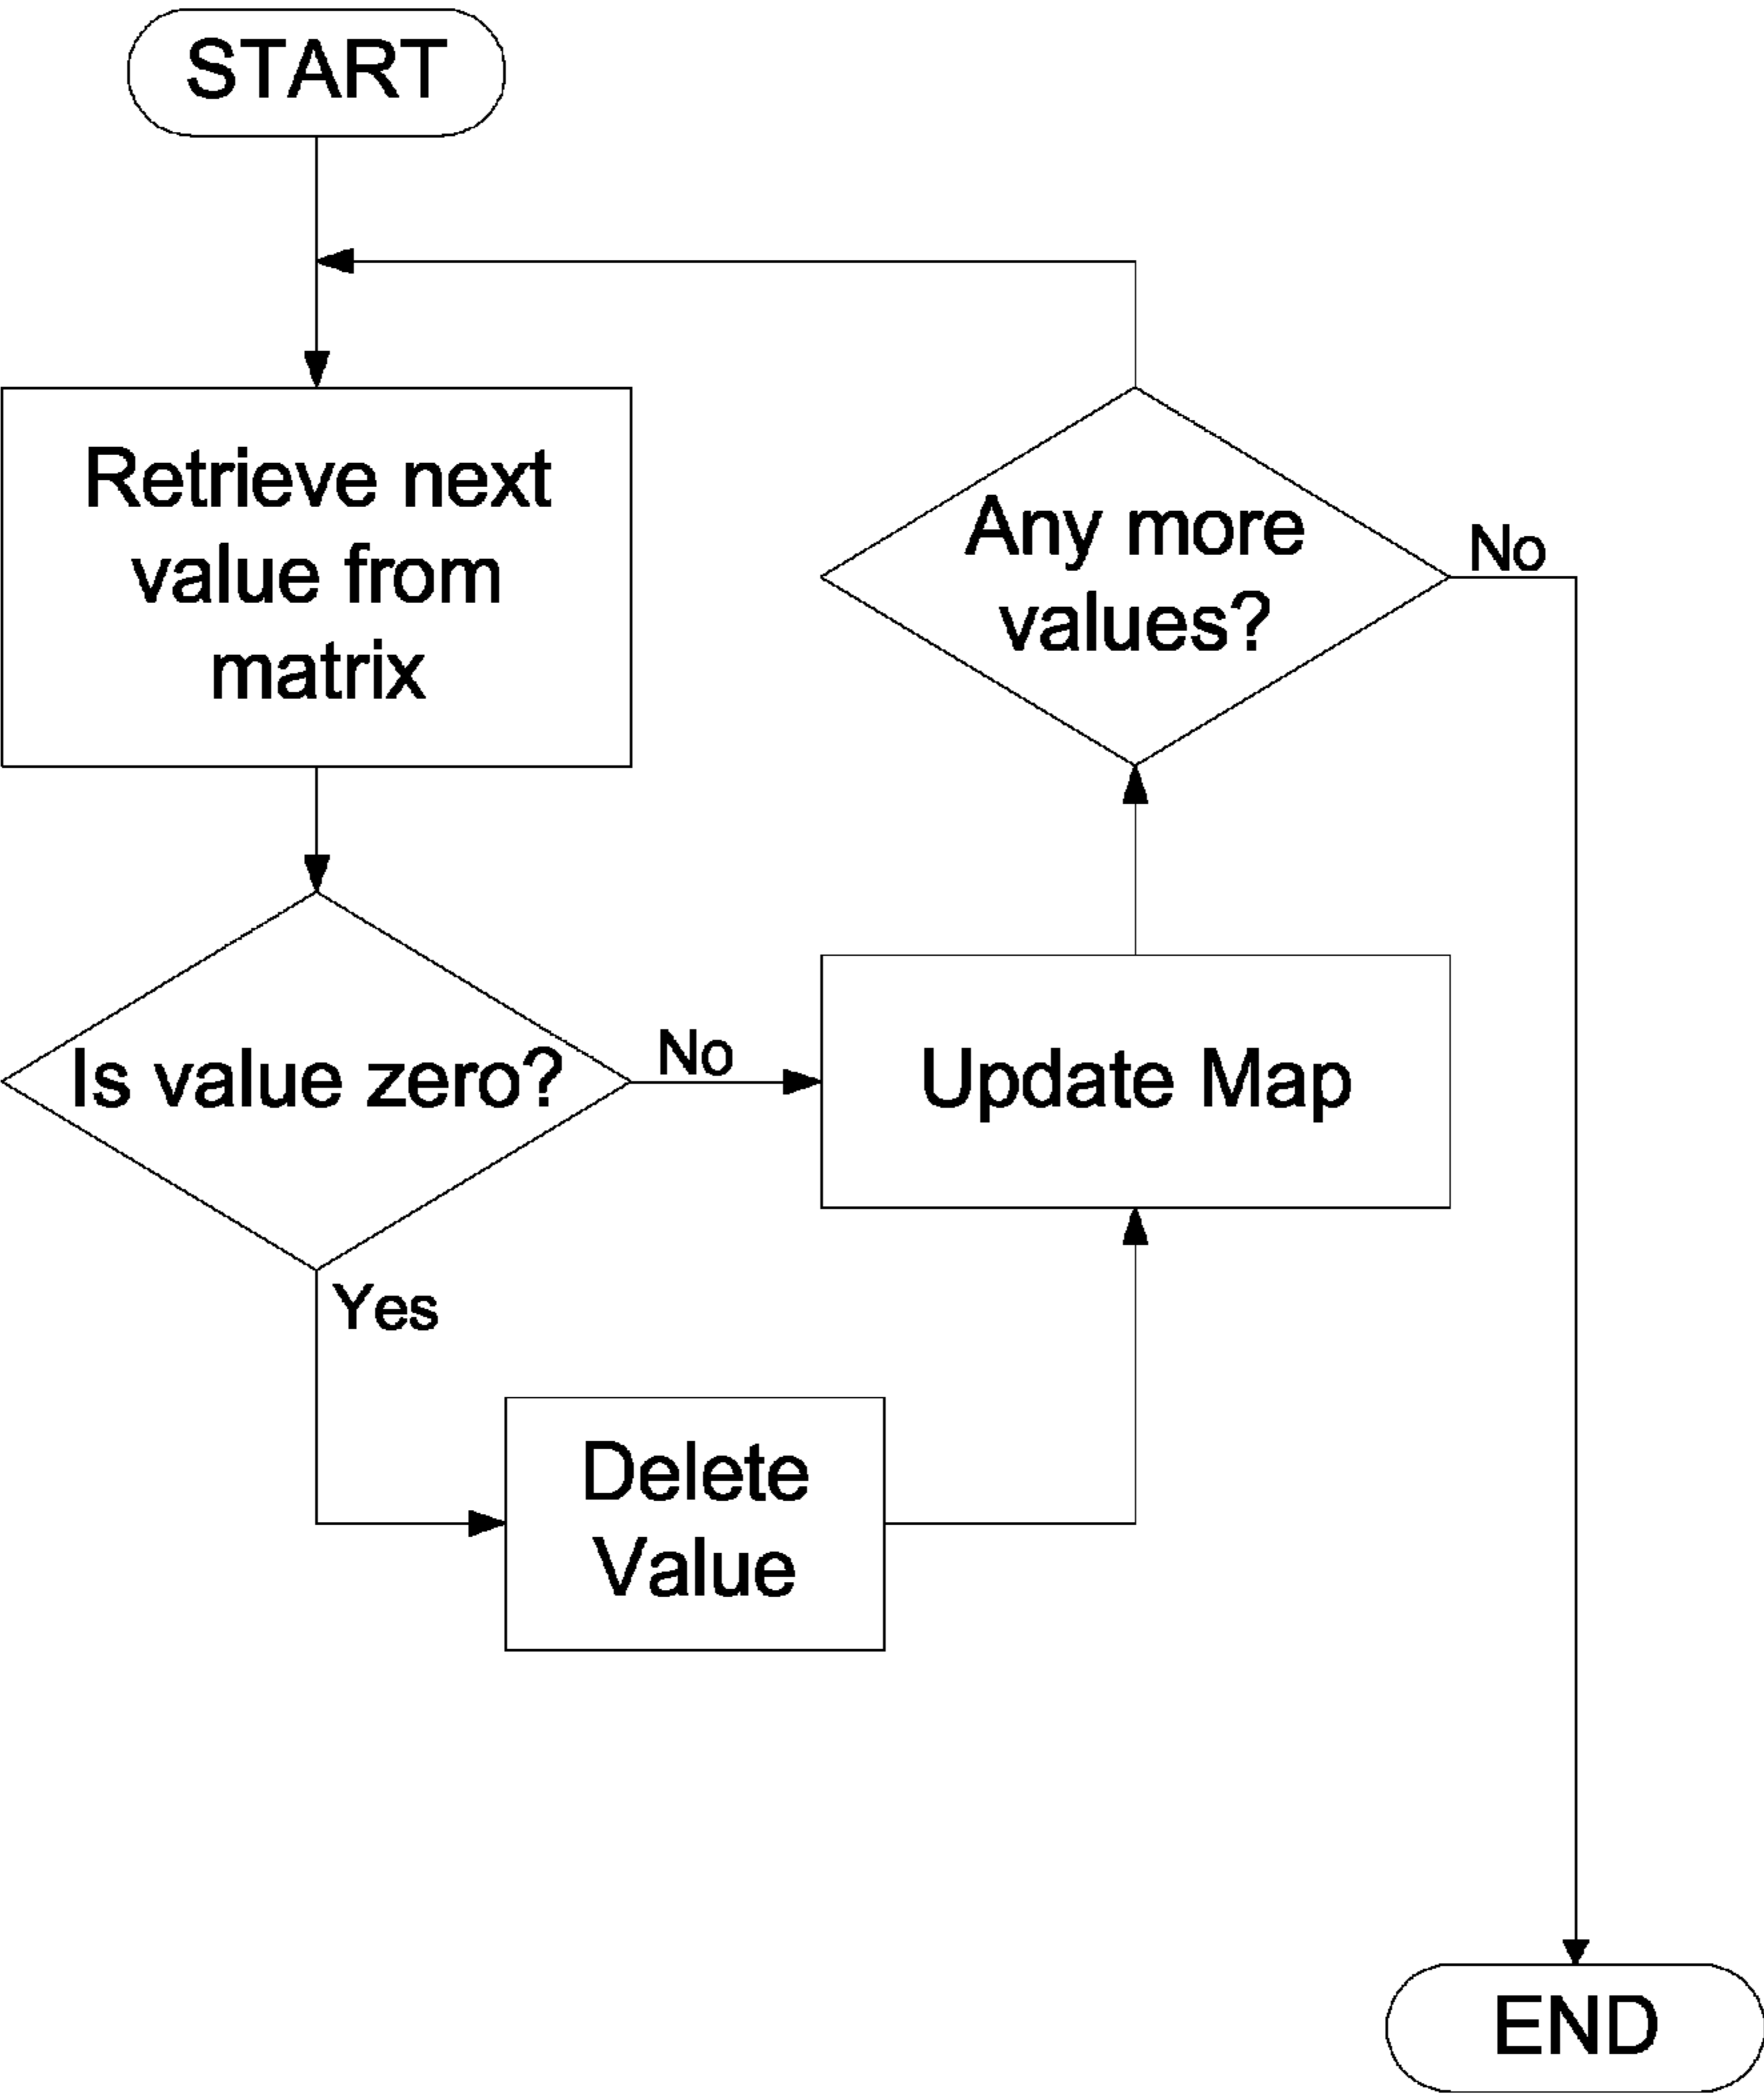 START
Retrieve next
value from
matrix
Is value zero?
No
Yes
Delete
Value
Update Map
Any more
values?
No
END